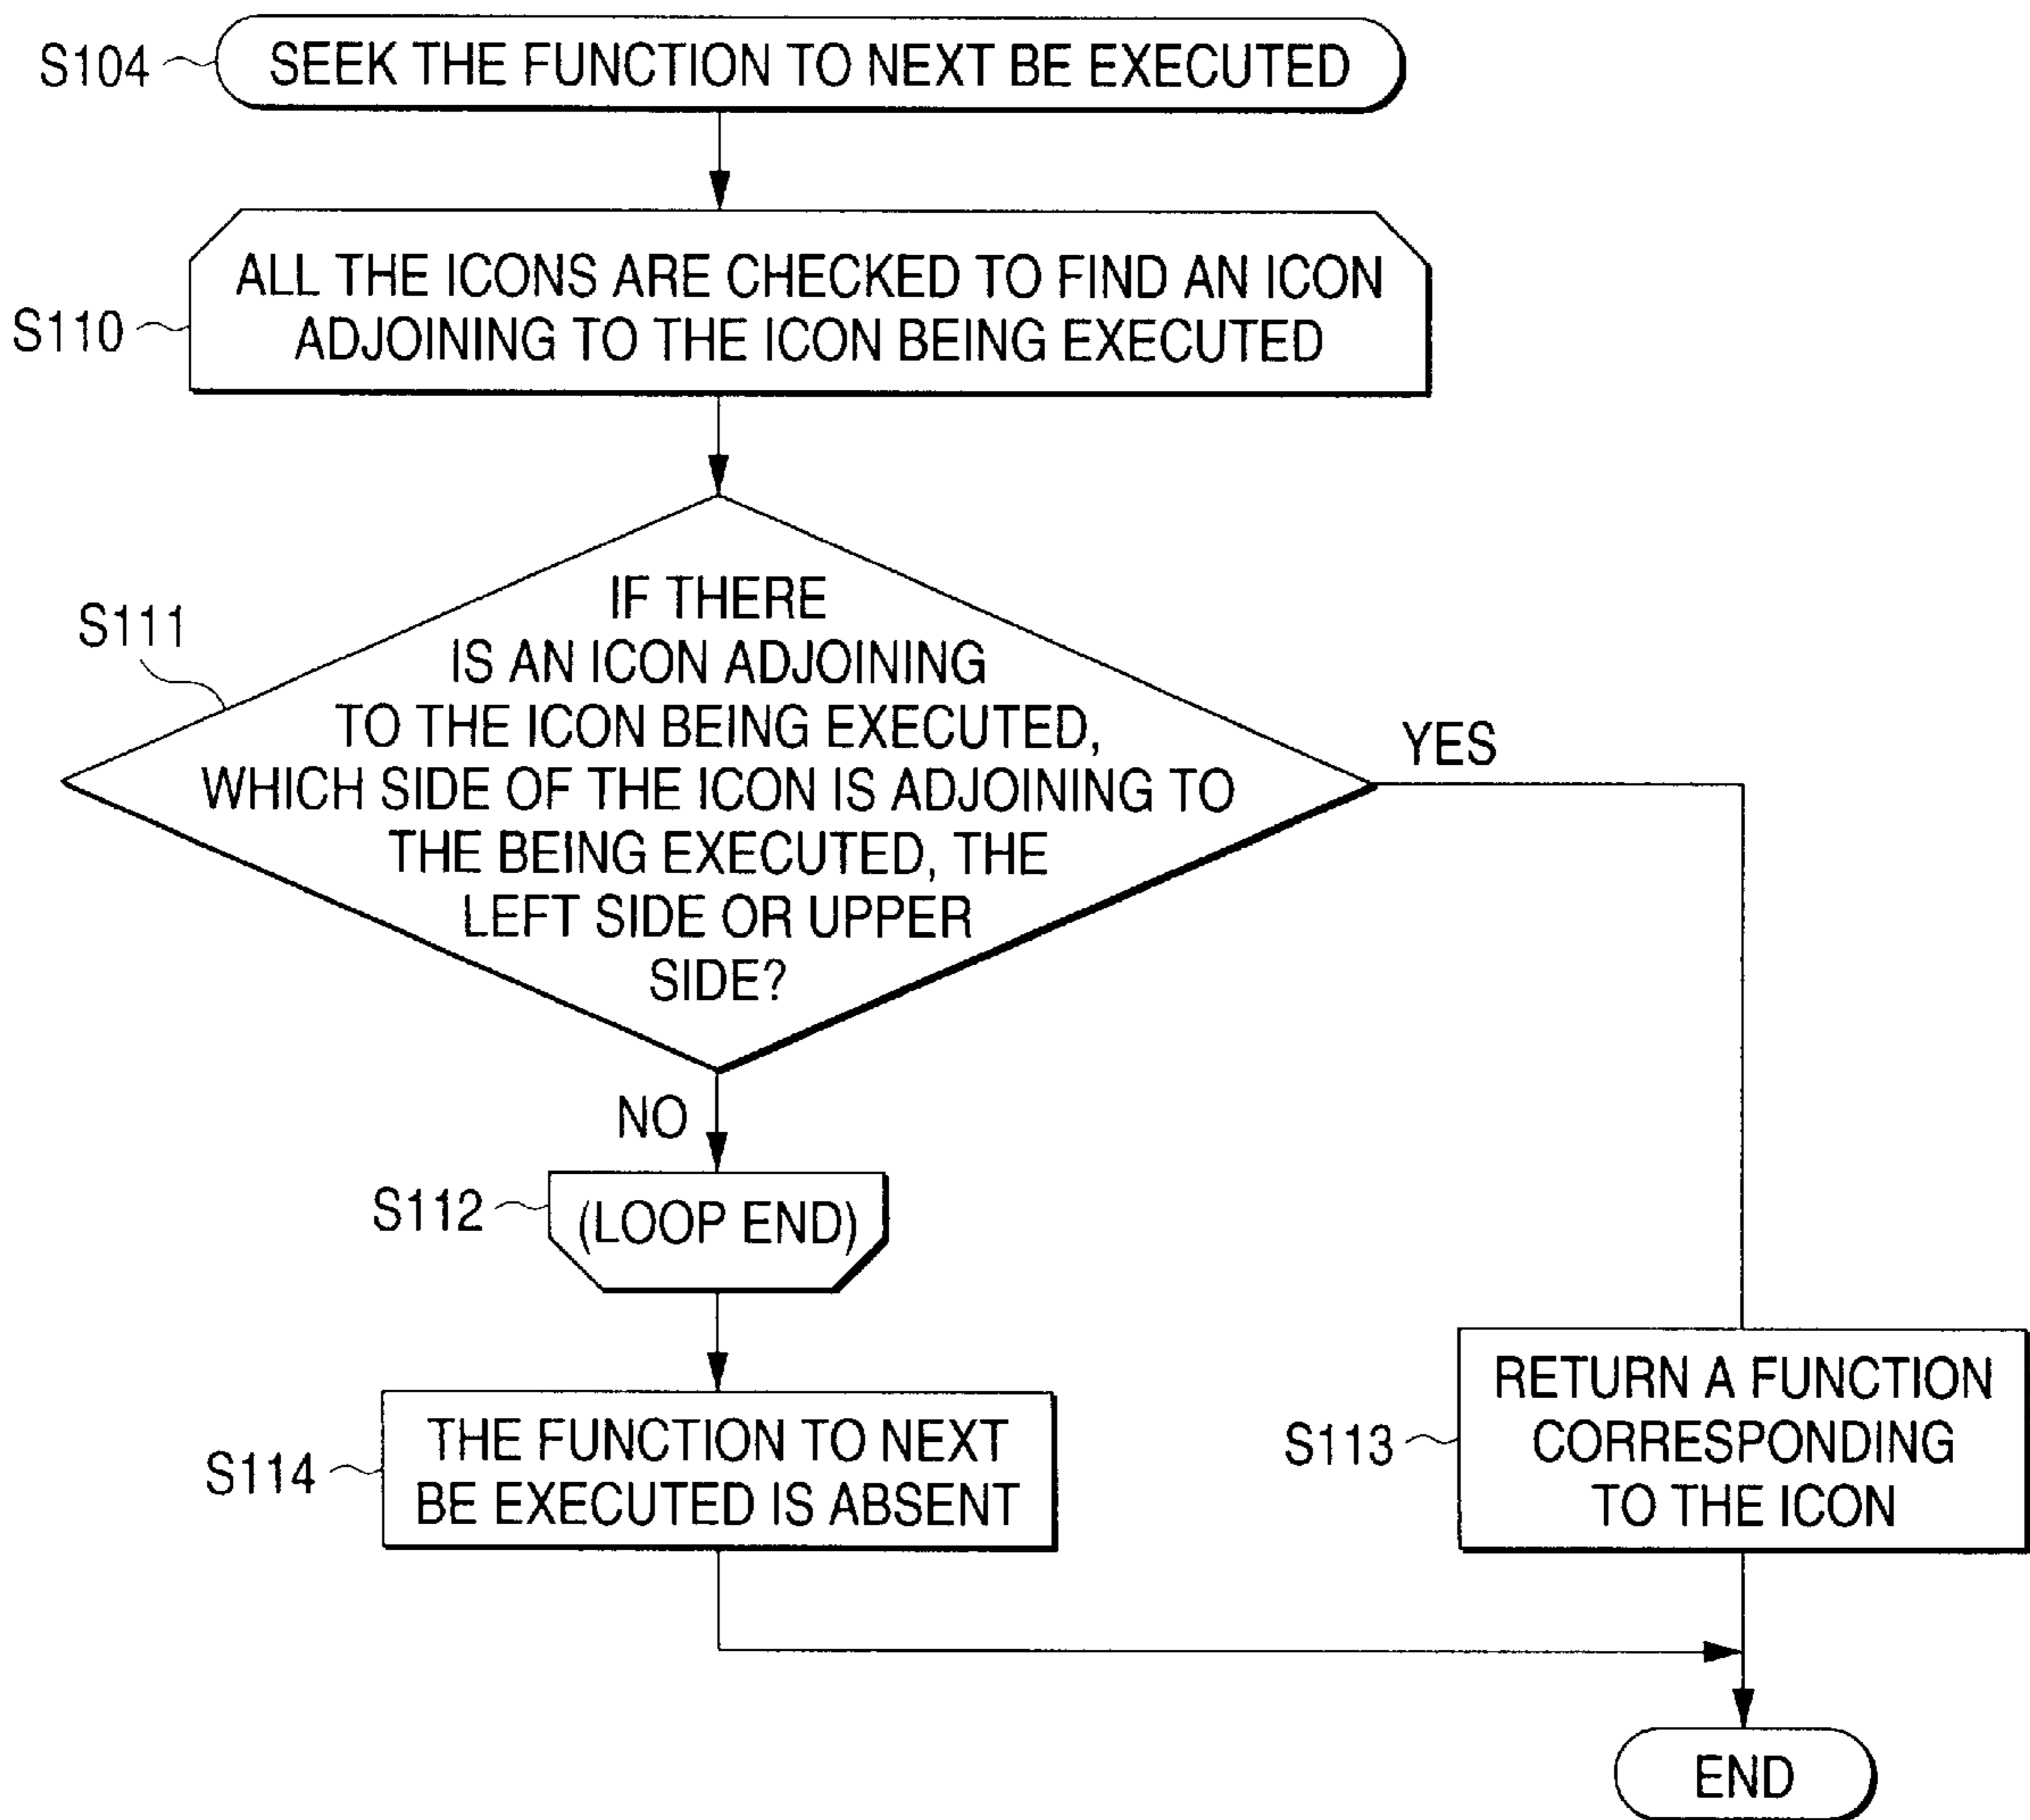 S104
SEEK THE FUNCTION TO NEXT BE EXECUTED
S110
ALL THE ICONS ARE CHECKED TO FIND AN ICON
ADJOINING TO THE ICON BEING EXECUTED
S111
IF THERE
IS AN ICON ADJOINING
TO THE ICON BEING EXECUTED,
WHICH SIDE OF THE ICON IS ADJOINING TO
THE BEING EXECUTED, THE
LEFT SIDE OR UPPER
SIDE?
YES
NO
S112
(LOOP END)
S114
THE FUNCTION TO NEXT
BE EXECUTED IS ABSENT
S113
RETURN A FUNCTION
CORRESPONDING
TO THE ICON
END